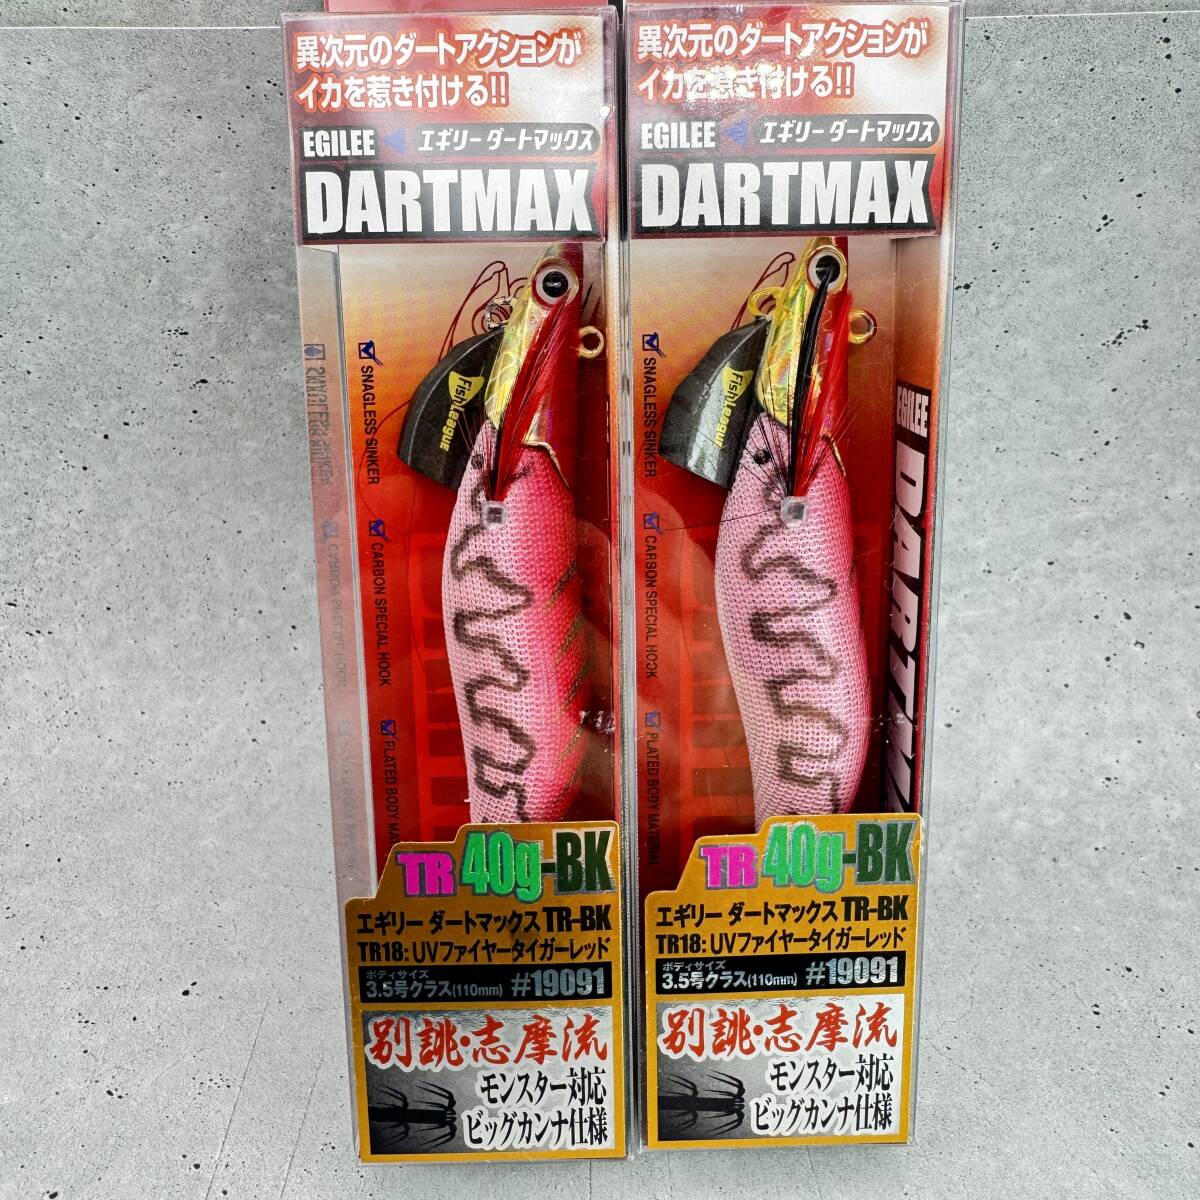 異次元のダートアクションが
イカを惹き付ける!!
EGILEE エギリー ダートマックス
DARTMAX
Fish League
SNAGLESS SINKER
CARBON SPECIAL HOOK
PLATED BODY MATE
TR 40g-BK
エギリー ダートマックス TR-BK
TR18: UVファイヤータイガーレッド
ボディサイズ
3.5号クラス(110mm) #19091
別誂・志摩流
モンスター対応
ビッグカンナ仕様
異次元のダートアクションが
イカを惹き付ける!!
EGILEE エギリー ダートマックス
DARTMAX
Fish League
SNAGLESS SINKER
CARBON SPECIAL HOOK
PLATED BODY MATERIAL
EGILEE
DARTMAX
TR 40g-BK
エギリー ダートマックス TR-BK
TR18: UVファイヤータイガーレッド
ボディサイズ
3.5号クラス(110mm) #19091
別誂・志摩流
モンスター対応
ビッグカンナ仕様